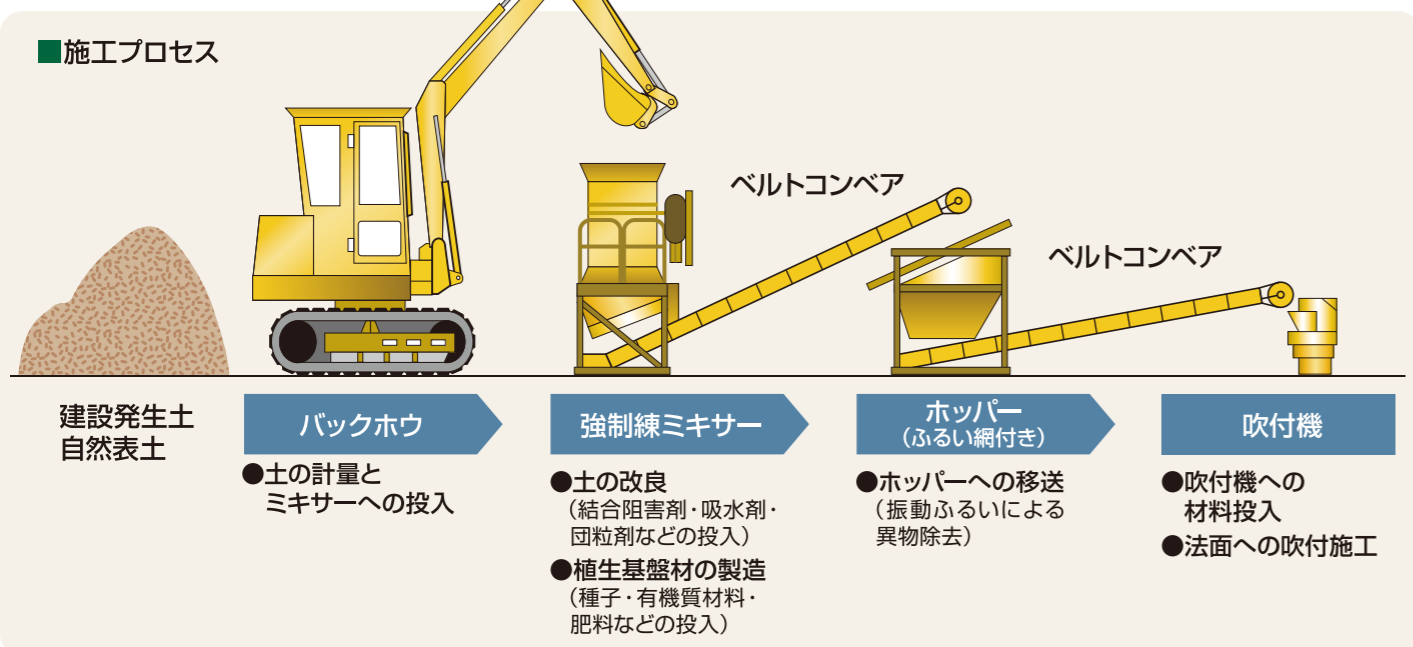 ■施工プロセス
ベルトコンベア
ベルトコンベア
建設発生土
自然表土
バックホウ
●土の計量と
ミキサーへの投入
強制練ミキサー
●土の改良
（結合阻害剤・吸水剤・
団粒剤などの投入）
●植生基盤材の製造
（種子・有機質材料・
肥料などの投入）
ホッパー
（ふるい網付き）
●ホッパーへの移送
（振動ふるいによる
異物除去）
吹付機
●吹付機への
材料投入
●法面への吹付施工